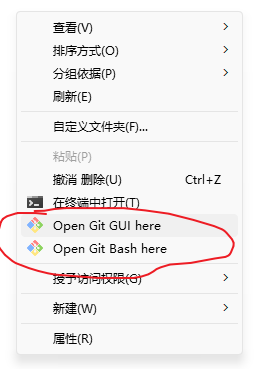 查看(V)
排序方式(O)
分组依据(P)
刷新(E)
自定义文件夹(F)...
粘贴(P)
撤消 删除(U) Ctrl+Z
在终端中打开(T)
Open Git GUI here
Open Git Bash here
授予访问权限(G)
新建(W)
属性(R)